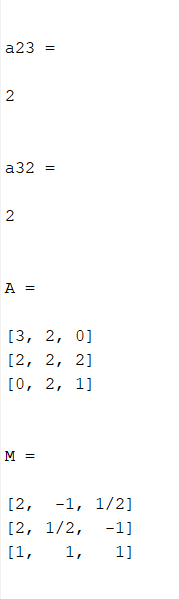 a23 =
2
a32 =
2
A =
[3, 2, 0]
[2, 2, 2]
[0, 2, 1]
M =
[2,  -1, 1/2]
[2, 1/2,  -1]
[1,   1,   1]